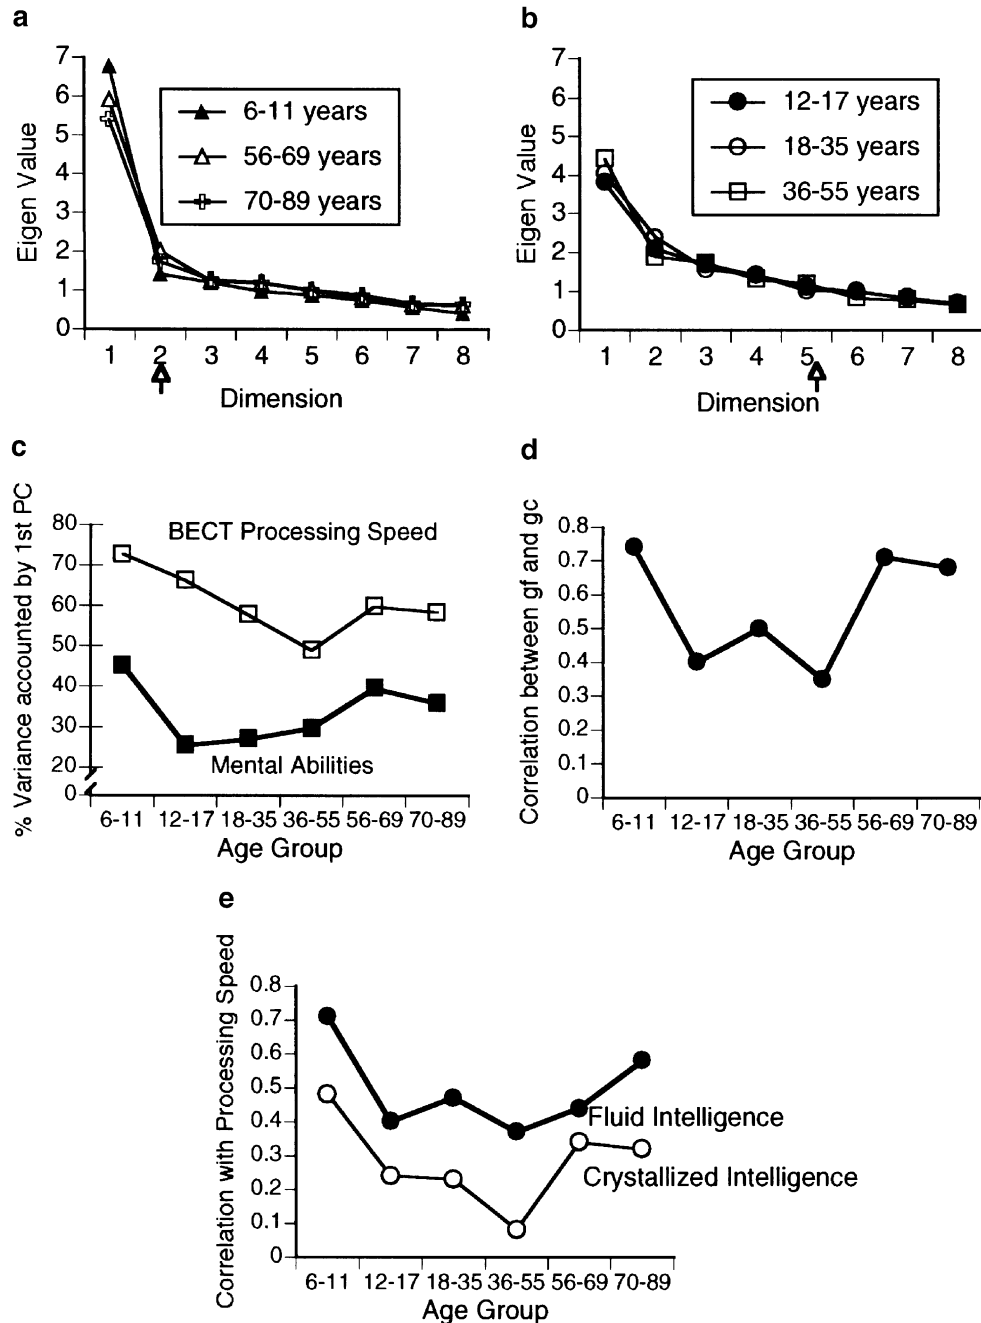 a
Eigen Value
7
6
5
4
3
2
1
0
6-11 years
56-69 years
70-89 years
1 2 3 4 5 6 7 8
Dimension
b
Eigen Value
7
6
5
4
3
2
1
0
12-17 years
18-35 years
36-55 years
1 2 3 4 5 6 7 8
Dimension
c
% Variance accounted by 1st PC
80
70
60
50
40
30
20
0
BECT Processing Speed
Mental Abilities
6-11 12-17 18-35 36-55 56-69 70-89
Age Group
d
Correlation between gf and gc
0.8
0.7
0.6
0.5
0.4
0.3
0.2
0.1
0
6-11 12-17 18-35 36-55 56-69 70-89
Age Group
e
Correlation with Processing Speed
0.8
0.7
0.6
0.5
0.4
0.3
0.2
0.1
0
Fluid Intelligence
Crystallized Intelligence
6-11 12-17 18-35 36-55 56-69 70-89
Age Group